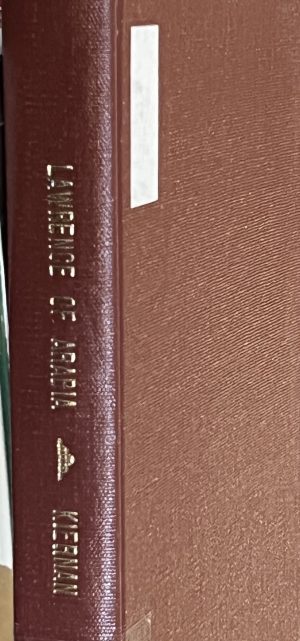 LAWRENCE OF ARABIA KIERNAN